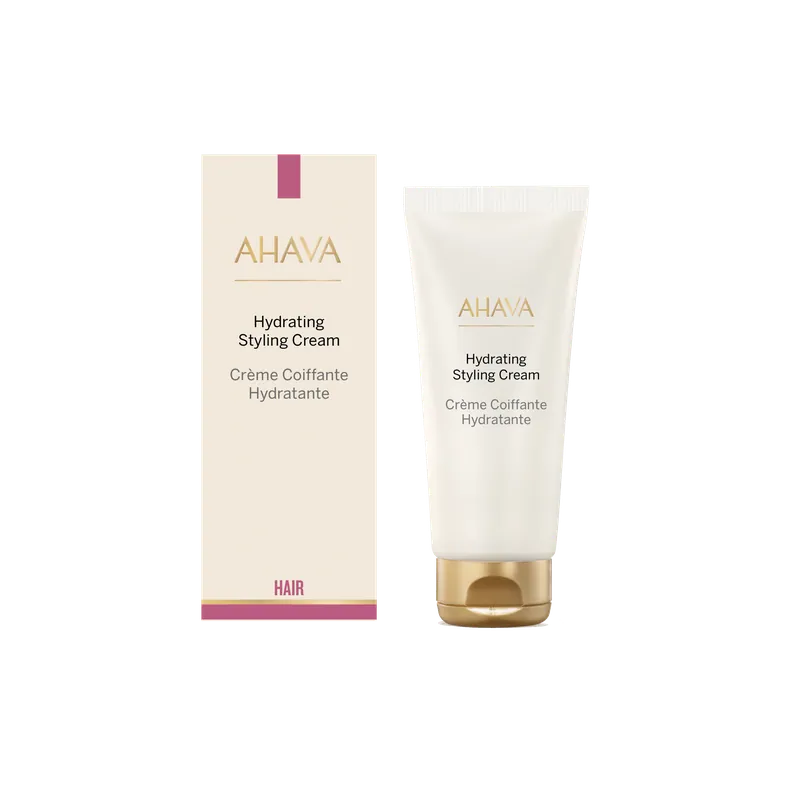 AHAVA
Hydrating
Styling Cream
Crème Coiffante
Hydratante
HAIR
AHAVA
Hydrating
Styling Cream
Crème Coiffante
Hydratante